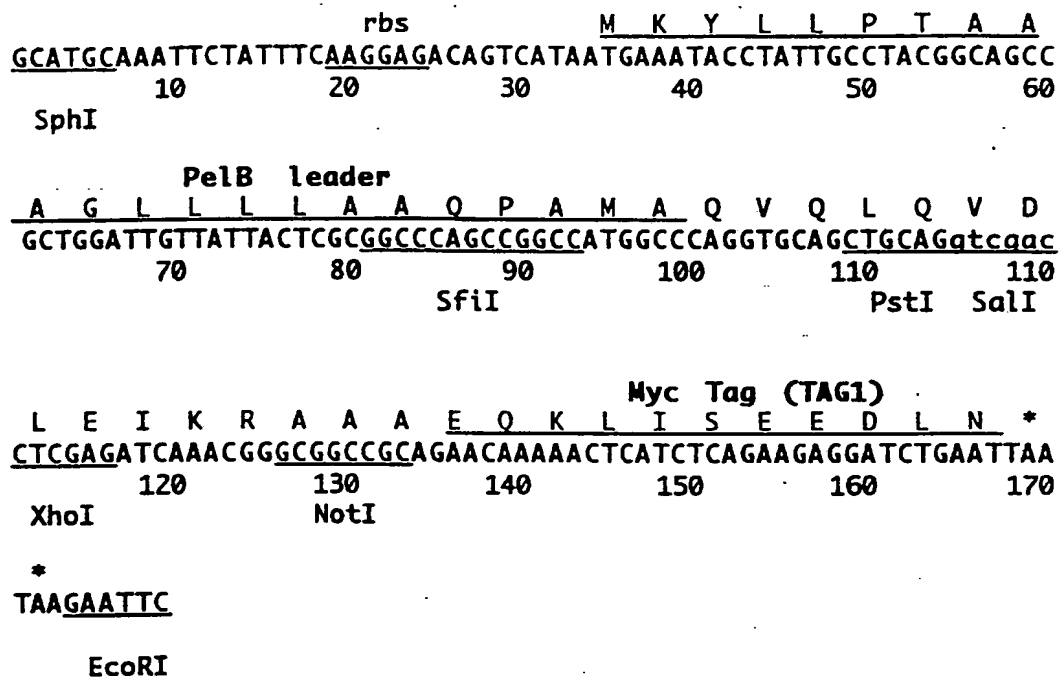 rbs M K Y L L P T A A
GCATGCAAATTCTATTTCAAGGAGACAGTCATAATGAAATACCTATTGCCTACGGCAGCC
10 20 30 40 50 60
SphI
PelB leader
A G L L L L A A Q P A M A Q V Q L Q V D
GCTGGATTGTTATTACTCGCGGCCCAGCCGGCCATGGCCCAGGTGCAGCTGCAGgtcgac
70 80 90 100 110 110
SfiI PstI SalI
Myc Tag (TAG1)
L E I K R A A A E Q K L I S E E D L N *
CTCGAGATCAAACGGGCGGCCGCAGAACAAAAACTCATCTCAGAAGAGGATCTGAATTAA
120 130 140 150 160 170
XhoI NotI
*
TAAGAATTC
EcoRI